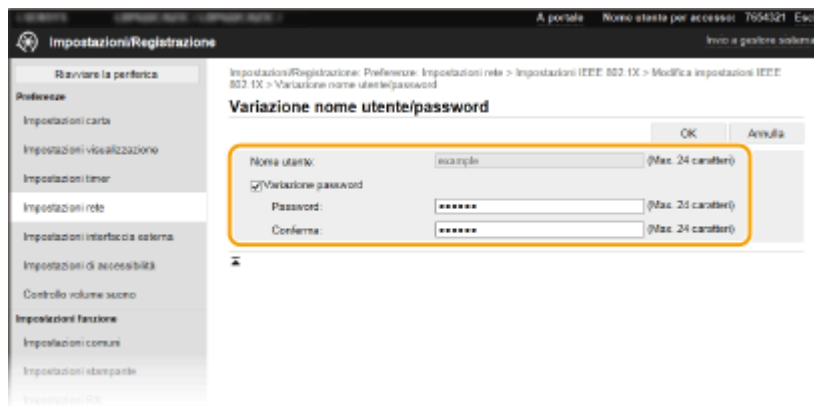 A portale Nome utente per accesso: 7654321 Esci
Impostazioni/Registrazione
Invio a gestore sistema
Riavviare la periferica
Preferenze
Impostazioni carta
Impostazioni visualizzazione
Impostazioni timer
Impostazioni rete
Impostazioni interfaccia esterna
Impostazioni di accessibilità
Controllo volume suono
Impostazioni funzione
Impostazioni comuni
Impostazioni stampante
Impostazioni RX
Impostazioni/Registrazione: Preferenze: Impostazioni rete > Impostazioni IEEE 802.1X > Modifica impostazioni IEEE
802.1X > Variazione nome utente/password
Variazione nome utente/password
OK Annulla
Nome utente: example (Max. 24 caratteri)
Variazione password
Password: •••••• (Max. 24 caratteri)
Conferma: •••••• (Max. 24 caratteri)